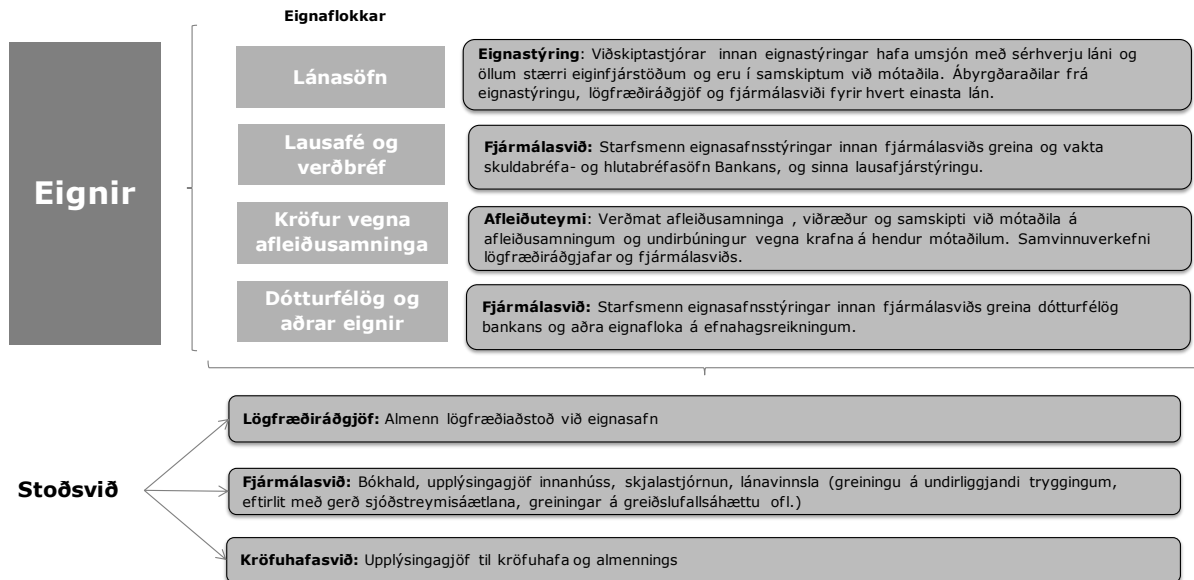 Eignaflokkar
Eignir
Lánasöfn
Eignastýring: Viðskiptastjórar innan eignastýringar hafa umsjón með sérhverju láni og
öllum stærri eiginfjárstöðum og eru í samskiptum við mótaðila. Ábyrgðaraðilar frá
eignastýringu, lögfræðiráðgjöf og fjármálasviði fyrir hvert einasta lán.
Lausafé og
verðbréf
Fjármálasvið: Starfsmenn eignasafnsstýringar innan fjármálasviðs greina og vakta
skuldabréfa- og hlutabréfasöfn Bankans, og sinna lausafjárstýringu.
Kröfur vegna
afleiðusamninga
Afleiðuteymi: Verðmat afleiðusamninga , viðræður og samskipti við mótaðila á
afleiðusamningum og undirbúningur vegna krafna á hendur mótaðilum. Samvinnuverkefni
lögfræðiráðgjafar og fjármálasviðs.
Dótturfélög og
aðrar eignir
Fjármálasvið: Starfsmenn eignasafnsstýringar innan fjármálasviðs greina dótturfélög
bankans og aðra eignafloka á efnahagsreikningum.
Stoðsvið
Lögfræðiráðgjöf: Almenn lögfræðiaðstoð við eignasafn
Fjármálasvið: Bókhald, upplýsingagjöf innanhúss, skjalastjórnun, lánavinnsla (greiningu á undirliggjandi tryggingum,
eftirlit með gerð sjóðstreymisáætlana, greiningar á greiðslufallsáhættu ofl.)
Kröfuhafasvið: Upplýsingagjöf til kröfuhafa og almennings